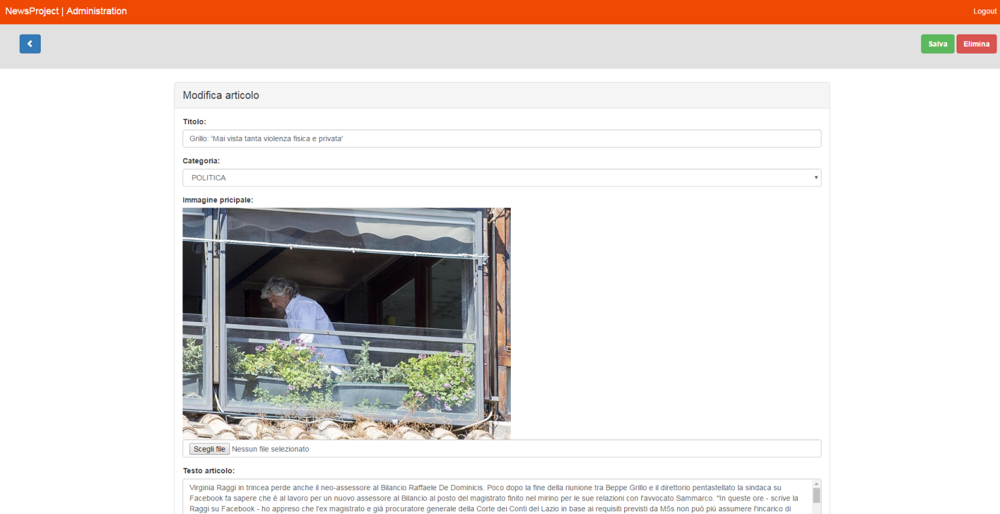 NewsProject | Administration
Logout
Salva
Elimina
Modifica articolo
Titolo:
Grillo: 'Mai vista tanta violenza fisica e privata'
Categoria:
POLITICA
Immagine pricipale:
Scegli file Nessun file selezionato
Testo articolo:
Virginia Raggi in trincea perde anche il neo-assessore al Bilancio Raffaele De Dominicis. Poco dopo la fine della riunione tra Beppe Grillo e il direttorio pentastellato la sindaca su
Facebook fa sapere che é al lavoro per un nuovo assessore al Bilancio al posto del magistrato finito nel mirino per le sue relazioni con l'avvocato Sammarco. "In queste ore - scrive la
Raggi su Facebook - ho appreso che l'ex magistrato e già procuratore generale della Corte dei Conti del Lazio in base ai requisiti previsti da M5s non può più assumere l'incarico di